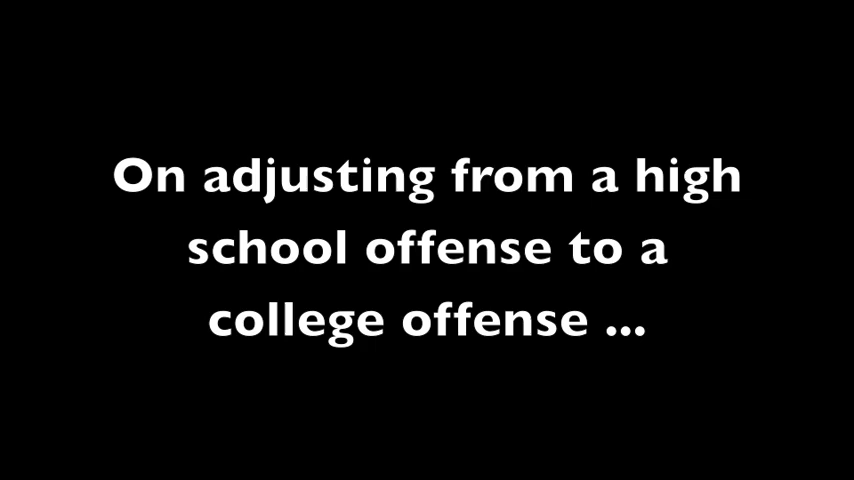 On adjusting from a high
school offense to a
college offense ...